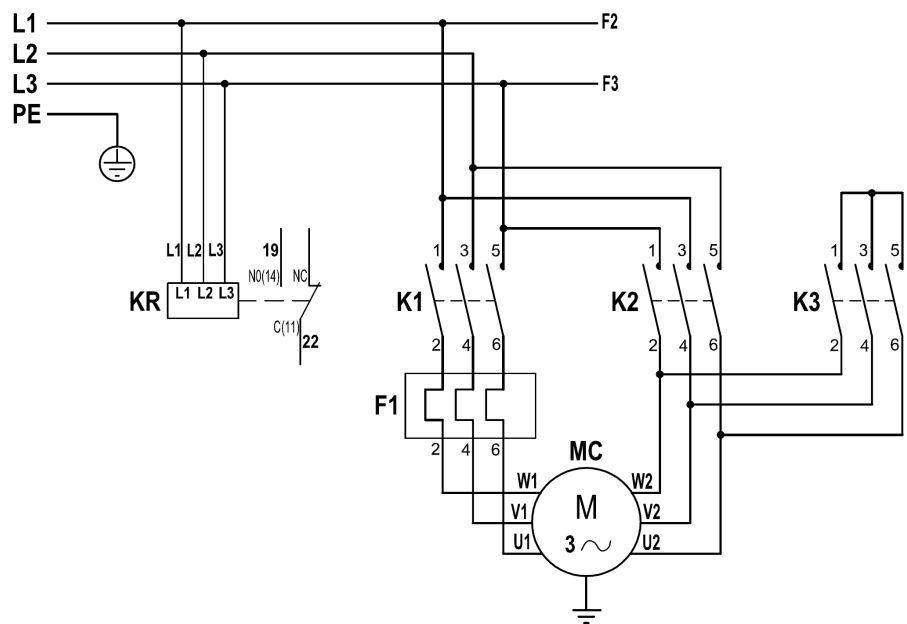 L1 F2
L2
L3 F3
PE
L1 L2 L3 19
1 3 5 1 3 5 1 3 5
N0(14) NC
L1 L2 L3
KR K1 K2 K3
C(11) 22
2 4 6 2 4 6 2 4 6
F1
2 4 6
MC
W1 W2
M
V1 V2
3
U1 U2